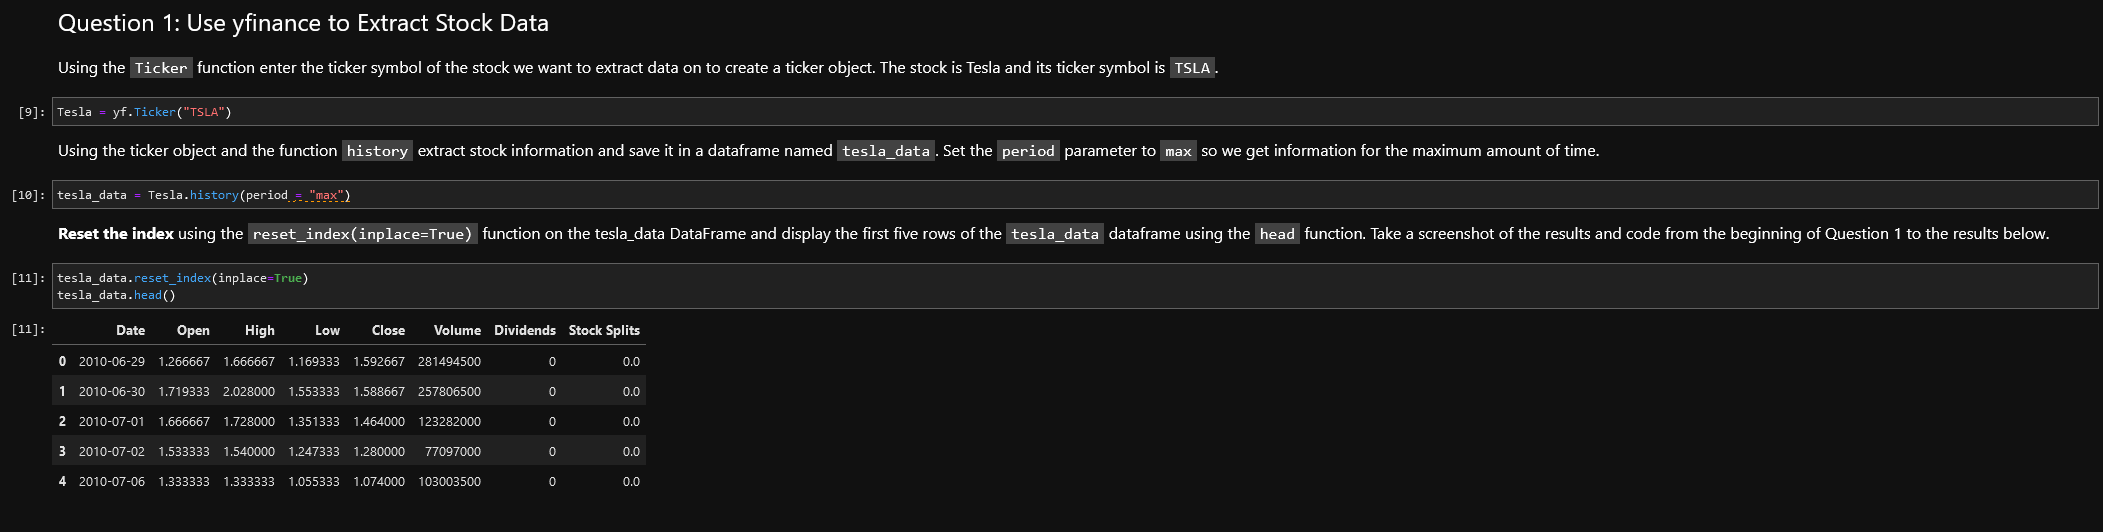 Question 1: Use yfinance to Extract Stock Data
Using the Ticker function enter the ticker symbol of the stock we want to extract data on to create a ticker object. The stock is Tesla and its ticker symbol is TSLA.
[9]: Tesla = yf.Ticker("TSLA")
Using the ticker object and the function history extract stock information and save it in a dataframe named tesla_data. Set the period parameter to max so we get information for the maximum amount of time.
[10]: tesla_data = Tesla.history(period = "max")
Reset the index using the reset_index(inplace=True) function on the tesla_data DataFrame and display the first five rows of the tesla_data dataframe using the head function. Take a screenshot of the results and code from the beginning of Question 1 to the results below.
[11]: tesla_data.reset_index(inplace=True)
tesla_data.head()
[11]: Date Open High Low Close Volume Dividends Stock Splits
0 2010-06-29 1.266667 1.666667 1.169333 1.592667 281494500 0 0.0
1 2010-06-30 1.719333 2.028000 1.553333 1.588667 257806500 0 0.0
2 2010-07-01 1.666667 1.728000 1.351333 1.464000 123282000 0 0.0
3 2010-07-02 1.533333 1.540000 1.247333 1.280000 77097000 0 0.0
4 2010-07-06 1.333333 1.333333 1.055333 1.074000 103003500 0 0.0